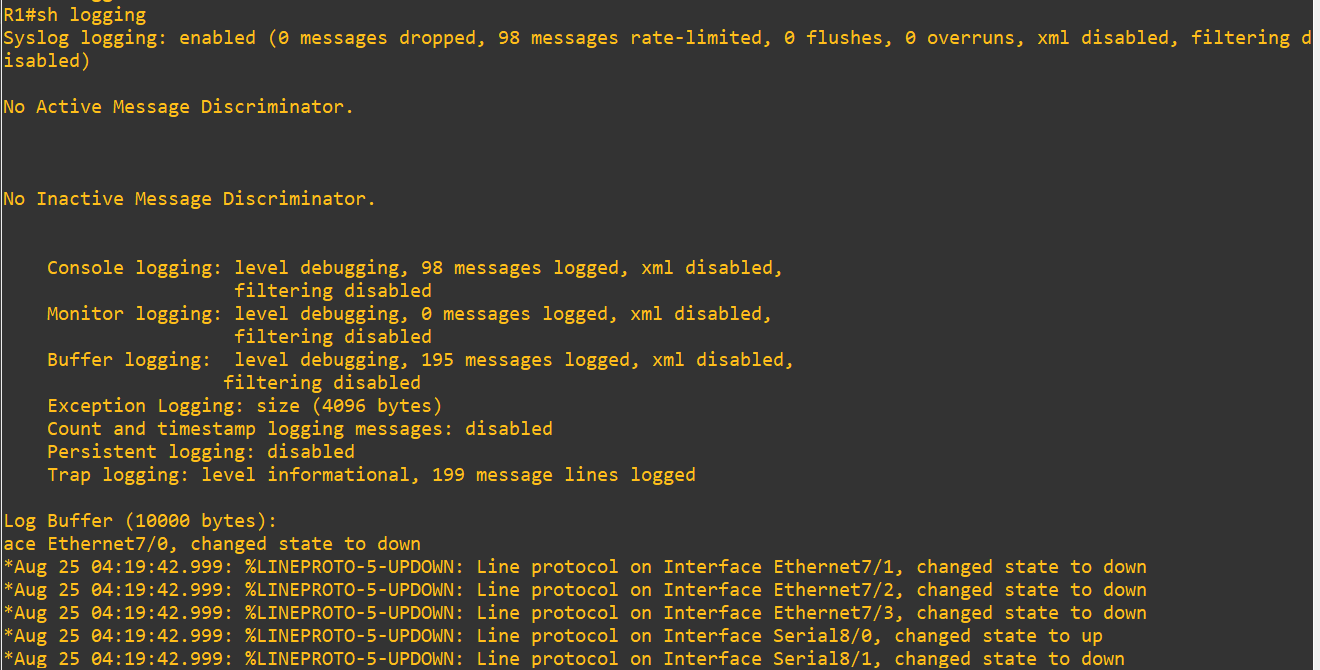 R1#sh logging
Syslog logging: enabled (0 messages dropped, 98 messages rate-limited, 0 flushes, 0 overruns, xml disabled, filtering d
isabled)
No Active Message Discriminator.
No Inactive Message Discriminator.
Console logging: level debugging, 98 messages logged, xml disabled,
filtering disabled
Monitor logging: level debugging, 0 messages logged, xml disabled,
filtering disabled
Buffer logging:  level debugging, 195 messages logged, xml disabled,
filtering disabled
Exception Logging: size (4096 bytes)
Count and timestamp logging messages: disabled
Persistent logging: disabled
Trap logging: level informational, 199 message lines logged
Log Buffer (10000 bytes):
ace Ethernet7/0, changed state to down
*Aug 25 04:19:42.999: %LINEPROTO-5-UPDOWN: Line protocol on Interface Ethernet7/1, changed state to down
*Aug 25 04:19:42.999: %LINEPROTO-5-UPDOWN: Line protocol on Interface Ethernet7/2, changed state to down
*Aug 25 04:19:42.999: %LINEPROTO-5-UPDOWN: Line protocol on Interface Ethernet7/3, changed state to down
*Aug 25 04:19:42.999: %LINEPROTO-5-UPDOWN: Line protocol on Interface Serial8/0, changed state to up
*Aug 25 04:19:42.999: %LINEPROTO-5-UPDOWN: Line protocol on Interface Serial8/1, changed state to down